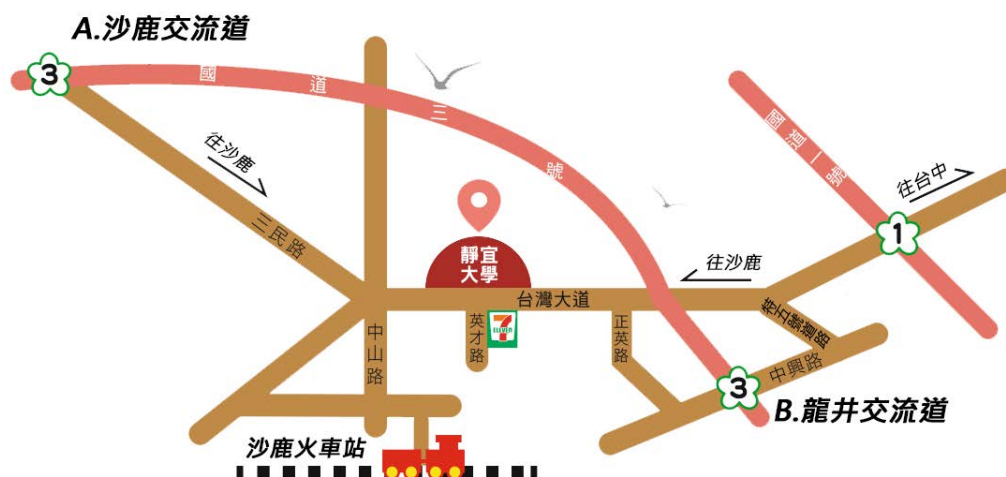 A.沙鹿交流道
3
國道三號
國道一號
往沙鹿
三民路
往台中
1
靜宜
大學
往沙鹿
台灣大道
特五號道路
英才路
7
ELEVEN
正英路
中山路
中興路
3
B.龍井交流道
沙鹿火車站